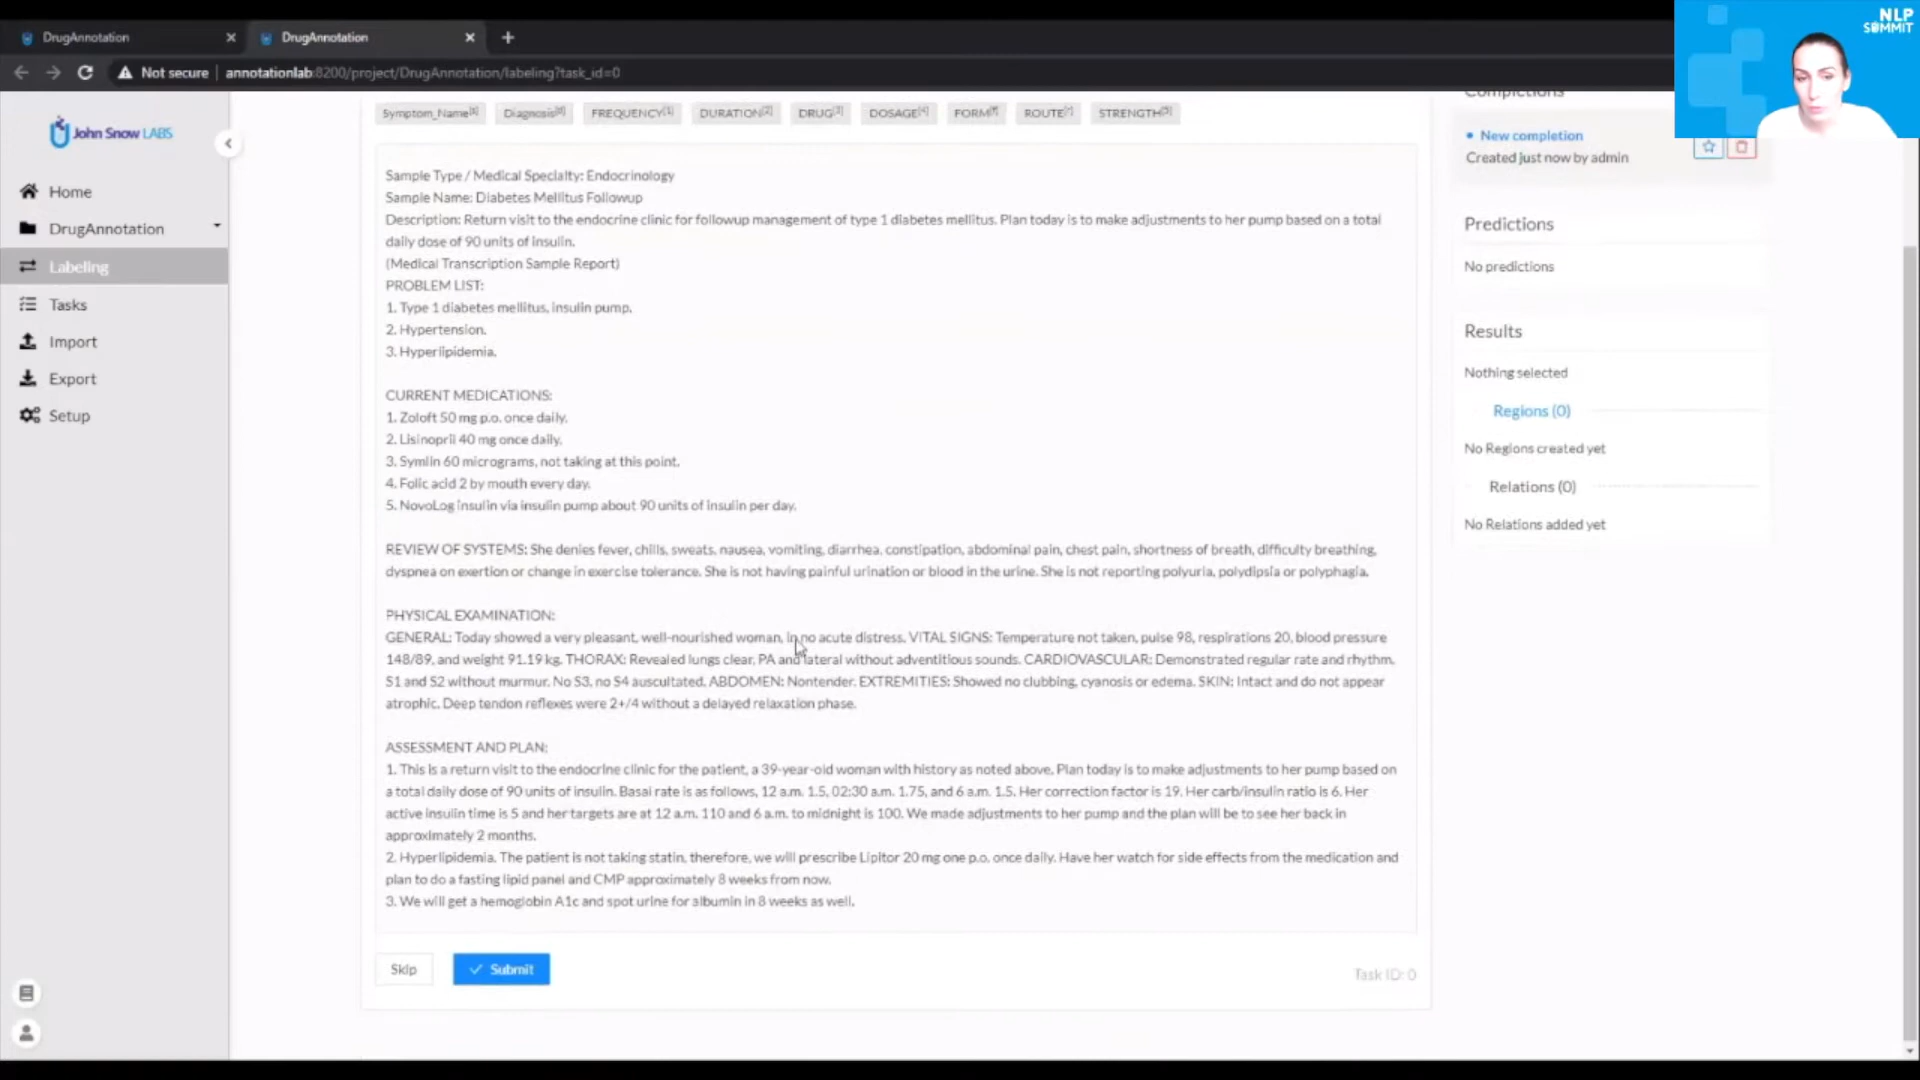 DrugAnnotation
DrugAnnotation
NLP
SUMMIT
Not secure
annotationlab:8200/project/DrugAnnotation/labeling?task_id=0
John Snow LABS
Home
DrugAnnotation
Labeling
Tasks
Import
Export
Setup
Symptom_Name[s] Diagnosis[d] FREQUENCY[1] DURATION[2] DRUG[3] DOSAGE[4] FORM[f] ROUTE[r] STRENGTH[5]
Sample Type / Medical Specialty: Endocrinology
Sample Name: Diabetes Mellitus Followup
Description: Return visit to the endocrine clinic for followup management of type 1 diabetes mellitus. Plan today is to make adjustments to her pump based on a total
daily dose of 90 units of insulin.
(Medical Transcription Sample Report)
PROBLEM LIST:
1. Type 1 diabetes mellitus, insulin pump.
2. Hypertension.
3. Hyperlipidemia.
CURRENT MEDICATIONS:
1. Zoloft 50 mg p.o. once daily.
2. Lisinopril 40 mg once daily.
3. Symlin 60 micrograms, not taking at this point.
4. Folic acid 2 by mouth every day.
5. NovoLog insulin via insulin pump about 90 units of insulin per day.
REVIEW OF SYSTEMS: She denies fever, chills, sweats, nausea, vomiting, diarrhea, constipation, abdominal pain, chest pain, shortness of breath, difficulty breathing,
dyspnea on exertion or change in exercise tolerance. She is not having painful urination or blood in the urine. She is not reporting polyuria, polydipsia or polyphagia.
PHYSICAL EXAMINATION:
GENERAL: Today showed a very pleasant, well-nourished woman, in no acute distress. VITAL SIGNS: Temperature not taken, pulse 98, respirations 20, blood pressure
148/89, and weight 91.19 kg. THORAX: Revealed lungs clear, PA and lateral without adventitious sounds. CARDIOVASCULAR: Demonstrated regular rate and rhythm.
S1 and S2 without murmur. No S3, no S4 auscultated. ABDOMEN: Nontender. EXTREMITIES: Showed no clubbing, cyanosis or edema. SKIN: Intact and do not appear
atrophic. Deep tendon reflexes were 2+/4 without a delayed relaxation phase.
ASSESSMENT AND PLAN:
1. This is a return visit to the endocrine clinic for the patient, a 39-year-old woman with history as noted above. Plan today is to make adjustments to her pump based on
a total daily dose of 90 units of insulin. Basal rate is as follows, 12 a.m. 1.5, 02:30 a.m. 1.75, and 6 a.m. 1.5. Her correction factor is 19. Her carb/insulin ratio is 6. Her
active insulin time is 5 and her targets are at 12 a.m. 110 and 6 a.m. to midnight is 100. We made adjustments to her pump and the plan will be to see her back in
approximately 2 months.
2. Hyperlipidemia. The patient is not taking statin, therefore, we will prescribe Lipitor 20 mg one p.o. once daily. Have her watch for side effects from the medication and
plan to do a fasting lipid panel and CMP approximately 8 weeks from now.
3. We will get a hemoglobin A1c and spot urine for albumin in 8 weeks as well.
Skip
Submit
Task ID: 0
Completions
New completion
Created just now by admin
Predictions
No predictions
Results
Nothing selected
Regions (0)
No Regions created yet
Relations (0)
No Relations added yet